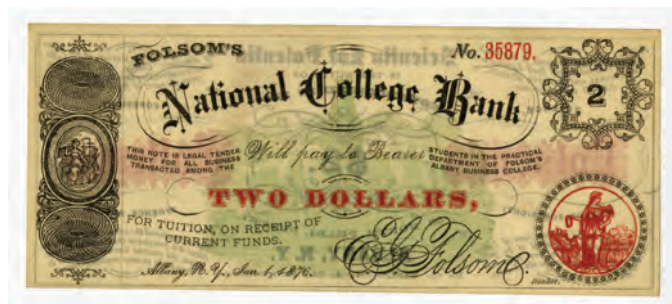 FOLSOM'S
No. 35879.
National College Bank
2
THIS NOTE IS LEGAL TENDER
MONEY FOR ALL BUSINESS
TRANSACTED AMONG THE
Will pay to Bearer
STUDENTS IN THE PRACTICAL
DEPARTMENT OF FOLSOM'S
ALBANY BUSINESS COLLEGE.
TWO DOLLARS,
FOR TUITION, ON RECEIPT OF
CURRENT FUNDS.
E G Folsom
Albany, N. Y., Jan 1, 1876.